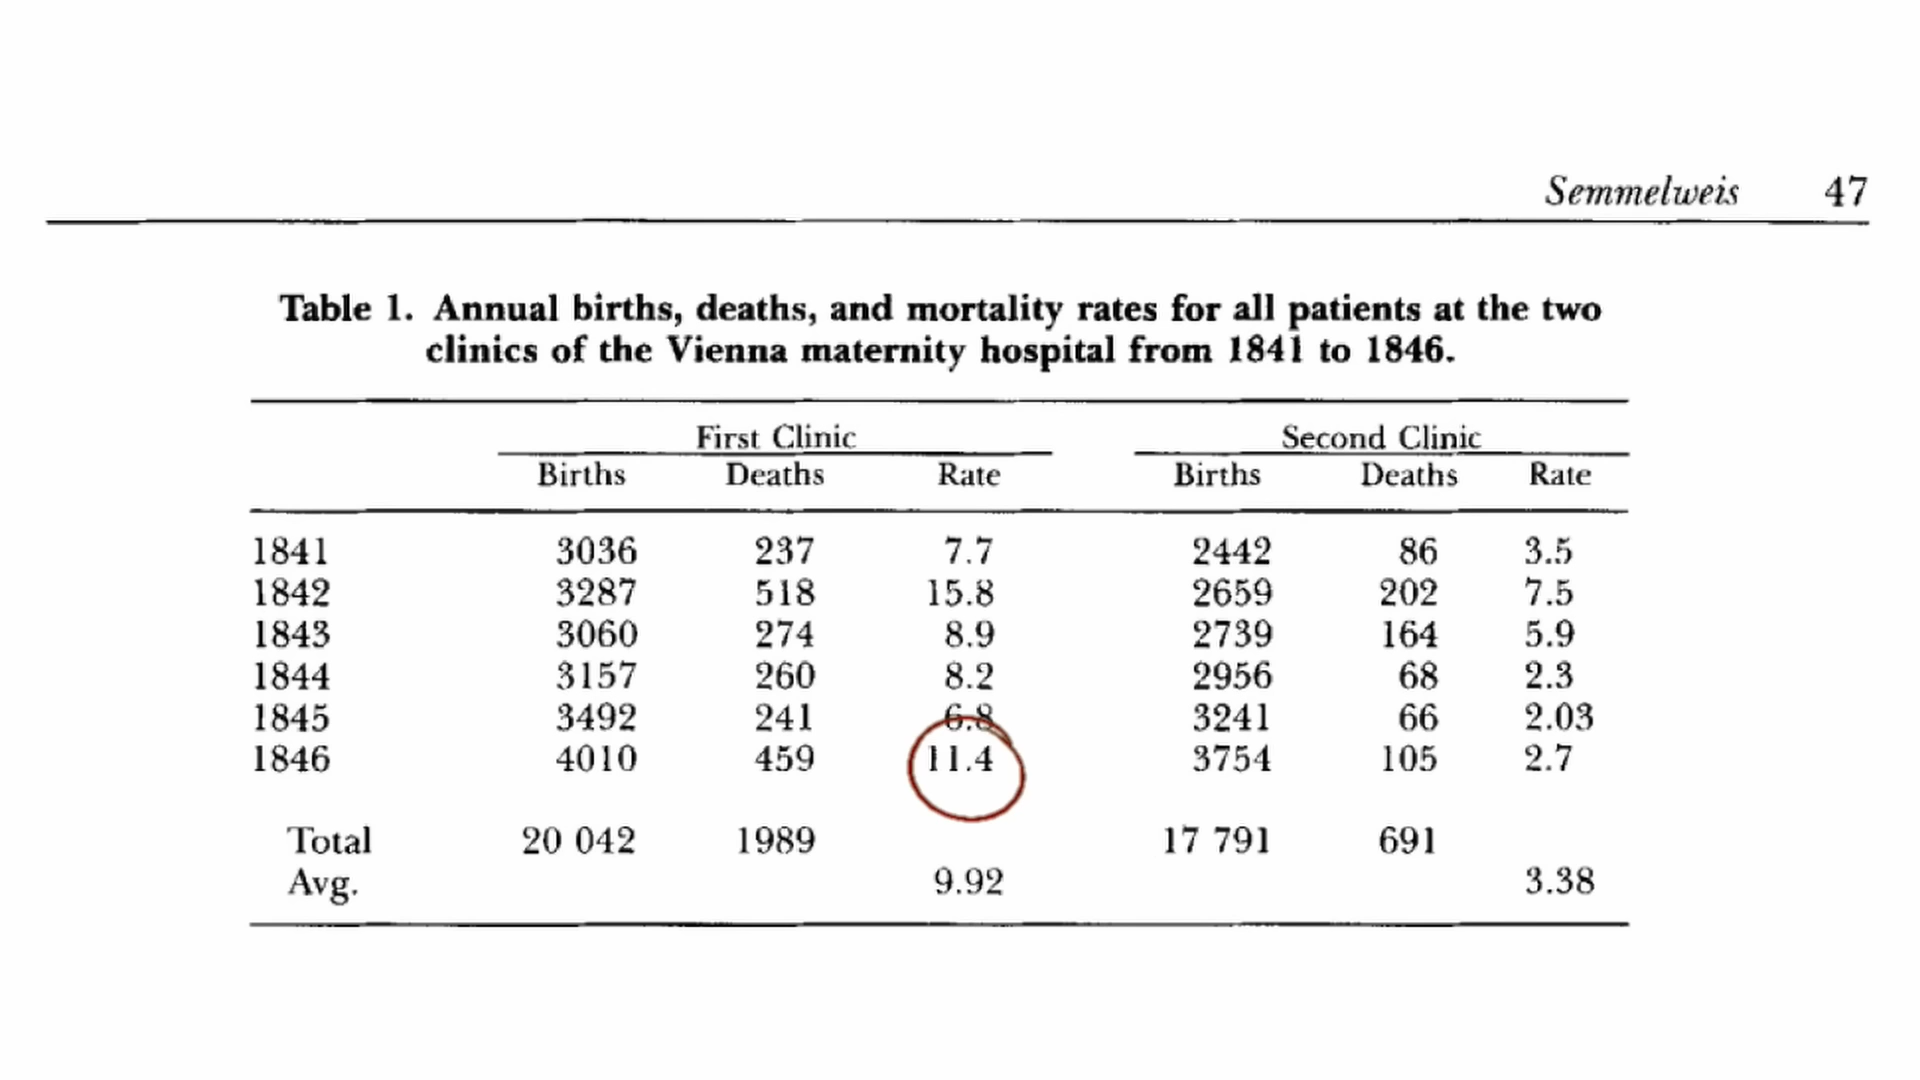 Semmelweis 47
Table 1. Annual births, deaths, and mortality rates for all patients at the two
clinics of the Vienna maternity hospital from 1841 to 1846.
First Clinic Second Clinic
Births Deaths Rate Births Deaths Rate
1841 3036 237 7.7 2442 86 3.5
1842 3287 518 15.8 2659 202 7.5
1843 3060 274 8.9 2739 164 5.9
1844 3157 260 8.2 2956 68 2.3
1845 3492 241 6.8 3241 66 2.03
1846 4010 459 11.4 3754 105 2.7
Total 20 042 1989 17 791 691
Avg. 9.92 3.38